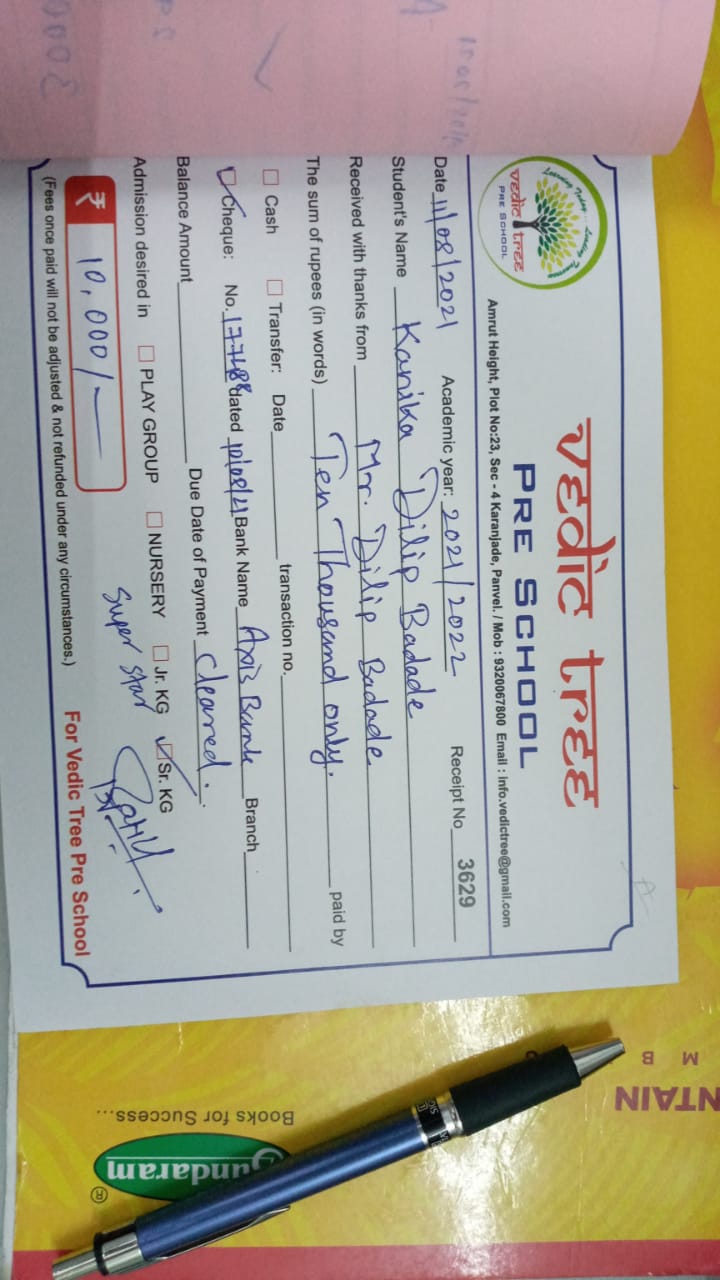 Learning Today... Leading Tomorrow
vedic tree
PRE SCHOOL
vedic tree
PRE SCHOOL
Amrut Height, Plot No:23, Sec - 4 Karanjade, Panvel. / Mob : 9320067800 Email : info.vedictree@gmail.com
Date 11/08/2021 Academic year: 2021/2022 Receipt No 3629
Student's Name Kanika Dilip Badade
Received with thanks from Mr. Dilip Badade
The sum of rupees (in words) Ten Thousand only. paid by
Cash Transfer: Date transaction no.
Cheque: No. dated 10/08/21 Bank Name Axis Bank Branch
Balance Amount Due Date of Payment Cleared.
Admission desired in PLAY GROUP NURSERY Jr. KG Sr. KG
Super Star
₹ 10,000/-
For Vedic Tree Pre School
(Fees once paid will not be adjusted & not refunded under any circumstances.)
NTAIN
M B
Books for Success...
Sundaram
®